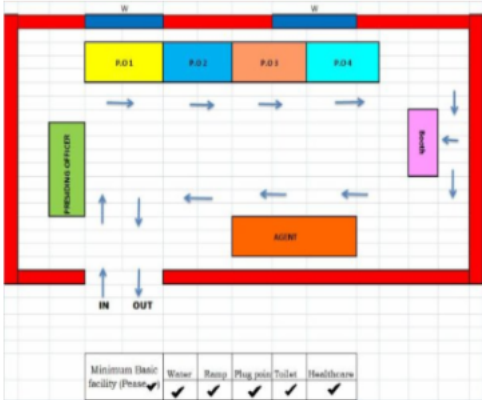 W W
P.O 1 P.O 2 P.O 3 P.O 4
PRESIDING OFFICER
Booth
AGENT
IN OUT
Minimum Basic Water Ramp Plug poin Toilet Healthcare
facility (Pease